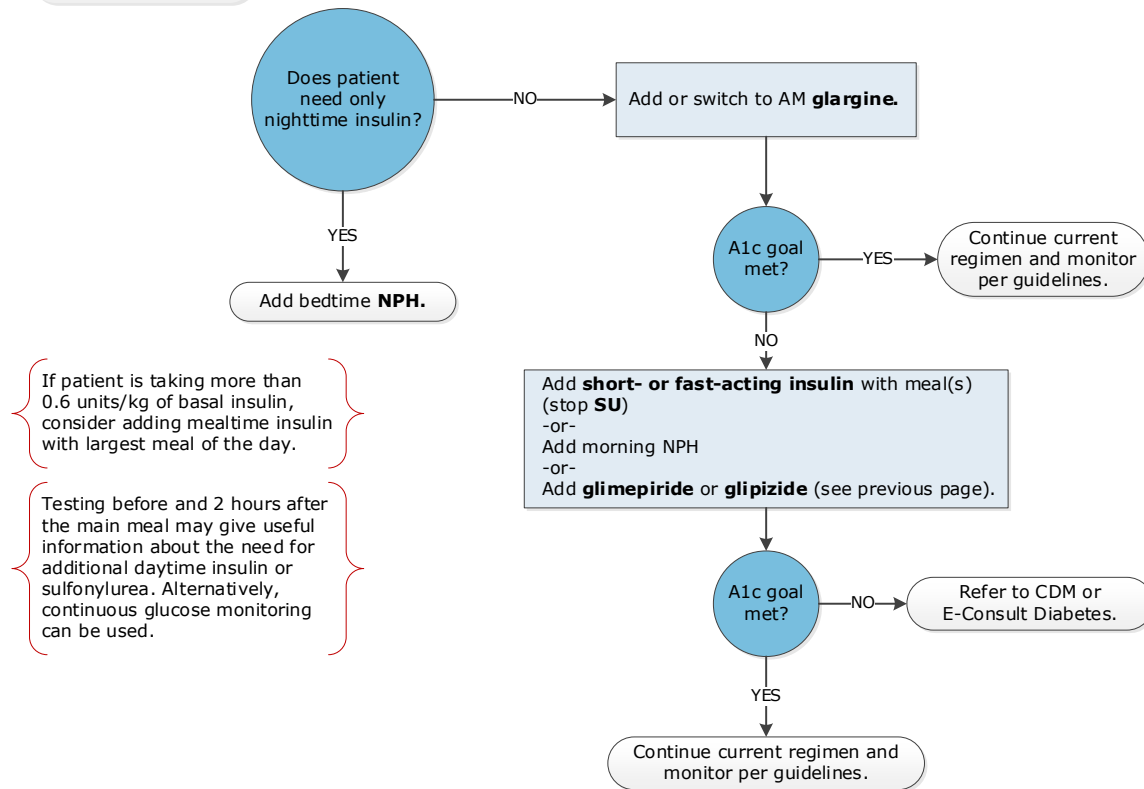 Does patient
need only
nighttime insulin?
NO
Add or switch to AM glargine.
YES
Add bedtime NPH.
A1c goal
met?
YES
Continue current
regimen and monitor
per guidelines.
NO
If patient is taking more than
0.6 units/kg of basal insulin,
consider adding mealtime insulin
with largest meal of the day.
Add short- or fast-acting insulin with meal(s)
(stop SU)
-or-
Add morning NPH
-or-
Add glimepiride or glipizide (see previous page).
Testing before and 2 hours after
the main meal may give useful
information about the need for
additional daytime insulin or
sulfonylurea. Alternatively,
continuous glucose monitoring
can be used.
A1c goal
met?
NO
Refer to CDM or
E-Consult Diabetes.
YES
Continue current regimen and
monitor per guidelines.